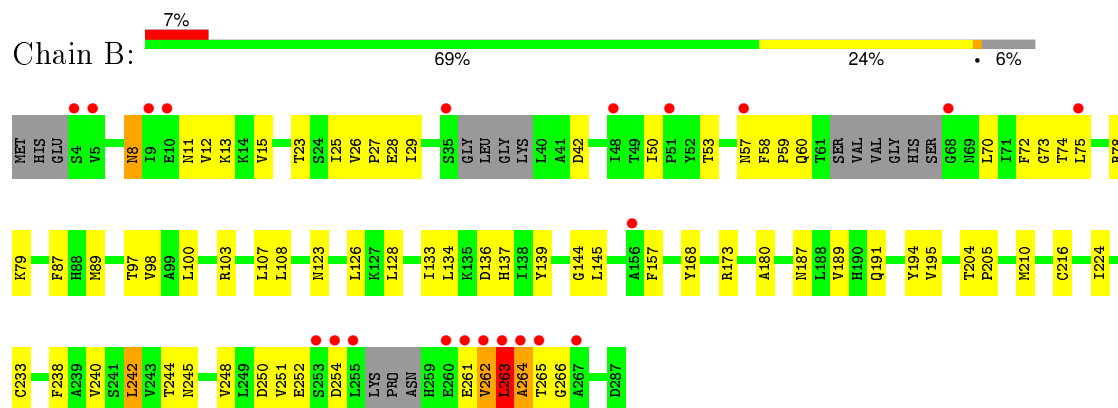 7%
Chain B:
69% 24% • 6%
MET HIS GLU S4 V5 N8 I9 E10 N11 V12 K13 K14 V15 T23 S24 I25 V26 P27 E28 I29 S35 GLY LEU GLY LYS L40 A41 D42 I48 T49 I50 P51 Y52 T53 N57 F58 P59 Q60 T61 SER VAL VAL GLY HIS SER G68 N69 L70 I71 F72 G73 T74 L75
K79 F87 H88 M89 T97 V98 A99 L100 R103 L107 L108 N123 L126 K127 L128 I133 L134 K135 D136 H137 I138 Y139 G144 L145 A156 F157 Y168 R173 A180 N187 L188 V189 H190 Q191 Y194 V195 T204 P205 M210 C216 I224
C233 F238 A239 V240 S241 L242 V243 T244 N245 V248 L249 D250 V251 E252 S253 D254 L255 LYS PRO ASN H259 E260 E261 V262 L263 A264 T265 G266 A267 D287